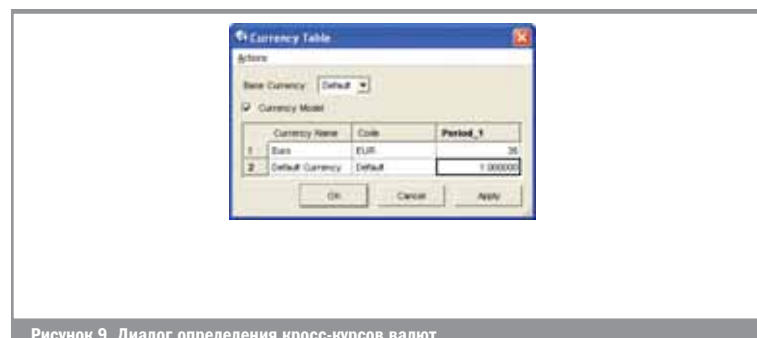 Currency Table
Actions
Base Currency Default
Currency Model
Currency Name Code Period_1
1 Euro EUR 36
2 Default Currency Default 1.000000
OK Cancel Apply
Рисунок 9. Диалог определения кросс-курсов валют